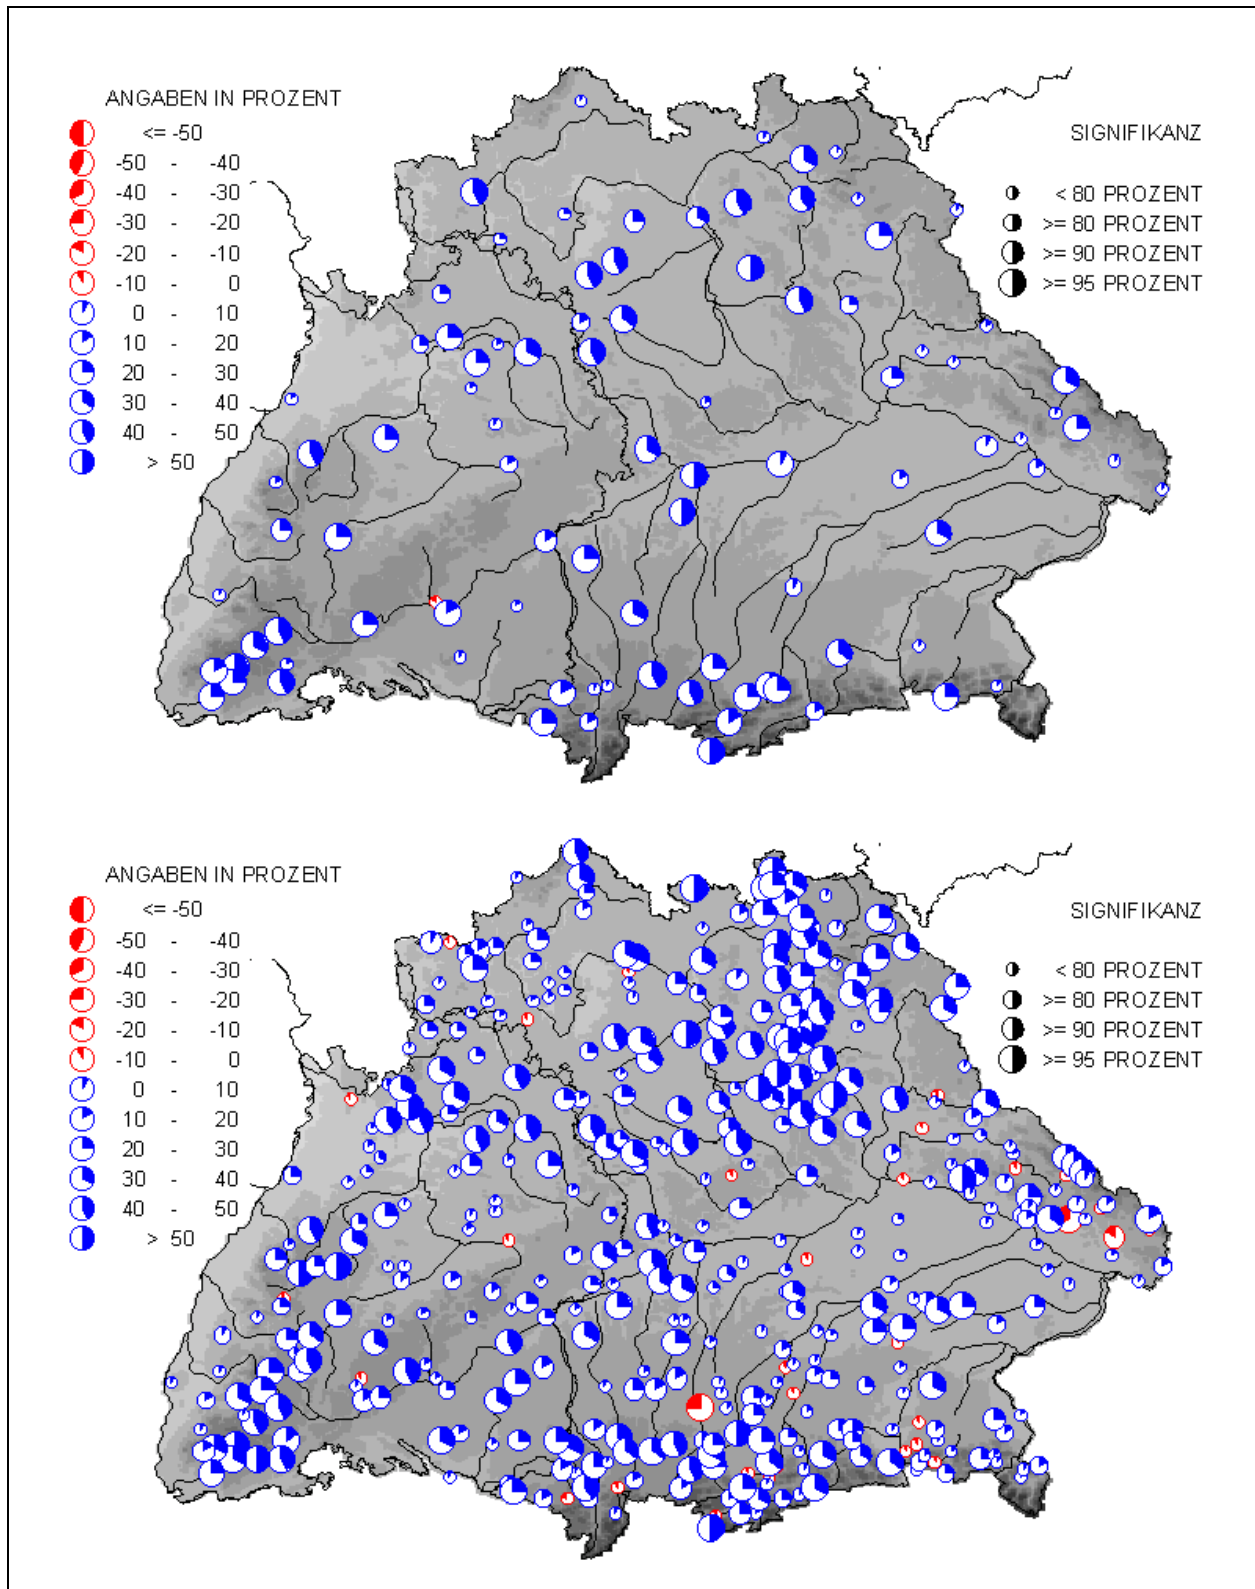 ANGABEN IN PROZENT
<= -50
-50 - -40
-40 - -30
-30 - -20
-20 - -10
-10 - 0
0 - 10
10 - 20
20 - 30
30 - 40
40 - 50
> 50
SIGNIFIKANZ
< 80 PROZENT
>= 80 PROZENT
>= 90 PROZENT
>= 95 PROZENT
ANGABEN IN PROZENT
<= -50
-50 - -40
-40 - -30
-30 - -20
-20 - -10
-10 - 0
0 - 10
10 - 20
20 - 30
30 - 40
40 - 50
> 50
SIGNIFIKANZ
< 80 PROZENT
>= 80 PROZENT
>= 90 PROZENT
>= 95 PROZENT